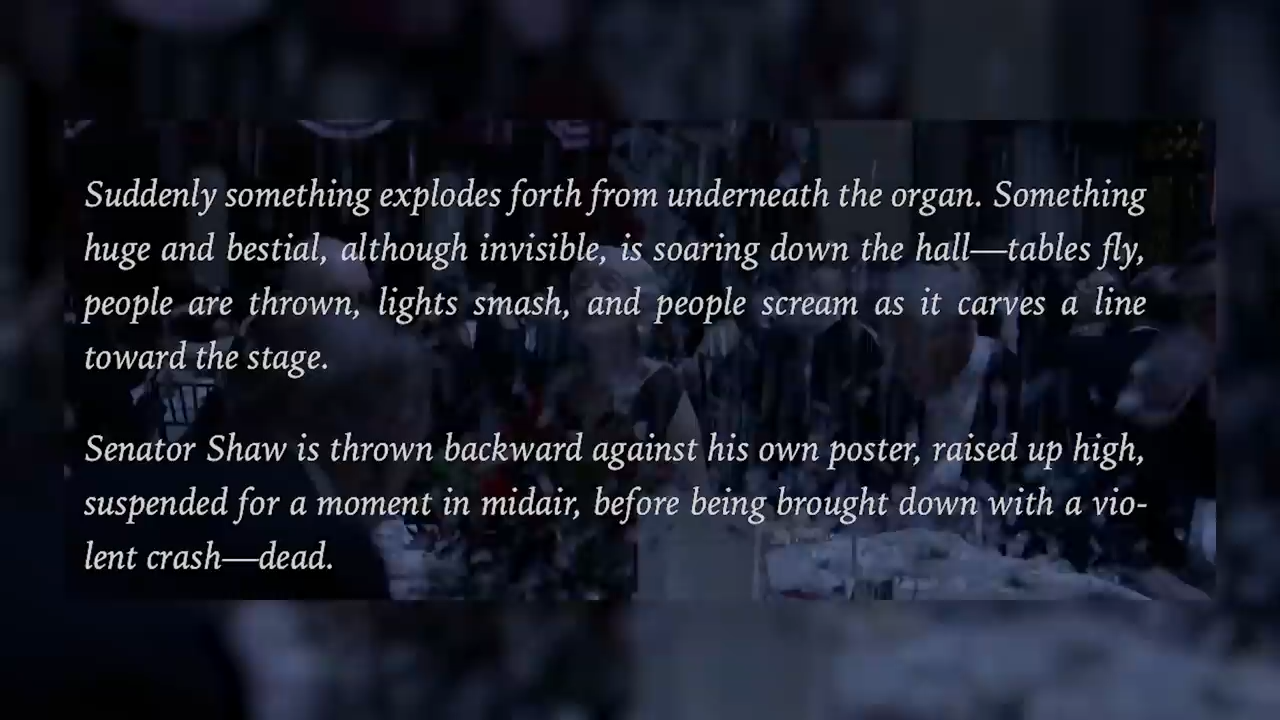 Suddenly something explodes forth from underneath the organ. Something
huge and bestial, although invisible, is soaring down the hall—tables fly,
people are thrown, lights smash, and people scream as it carves a line
toward the stage.
Senator Shaw is thrown backward against his own poster, raised up high,
suspended for a moment in midair, before being brought down with a vio-
lent crash—dead.